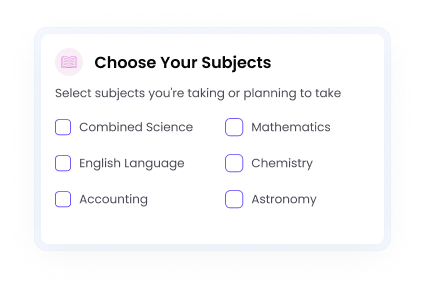 Choose Your Subjects
Select subjects you're taking or planning to take
Combined Science
Mathematics
English Language
Chemistry
Accounting
Astronomy